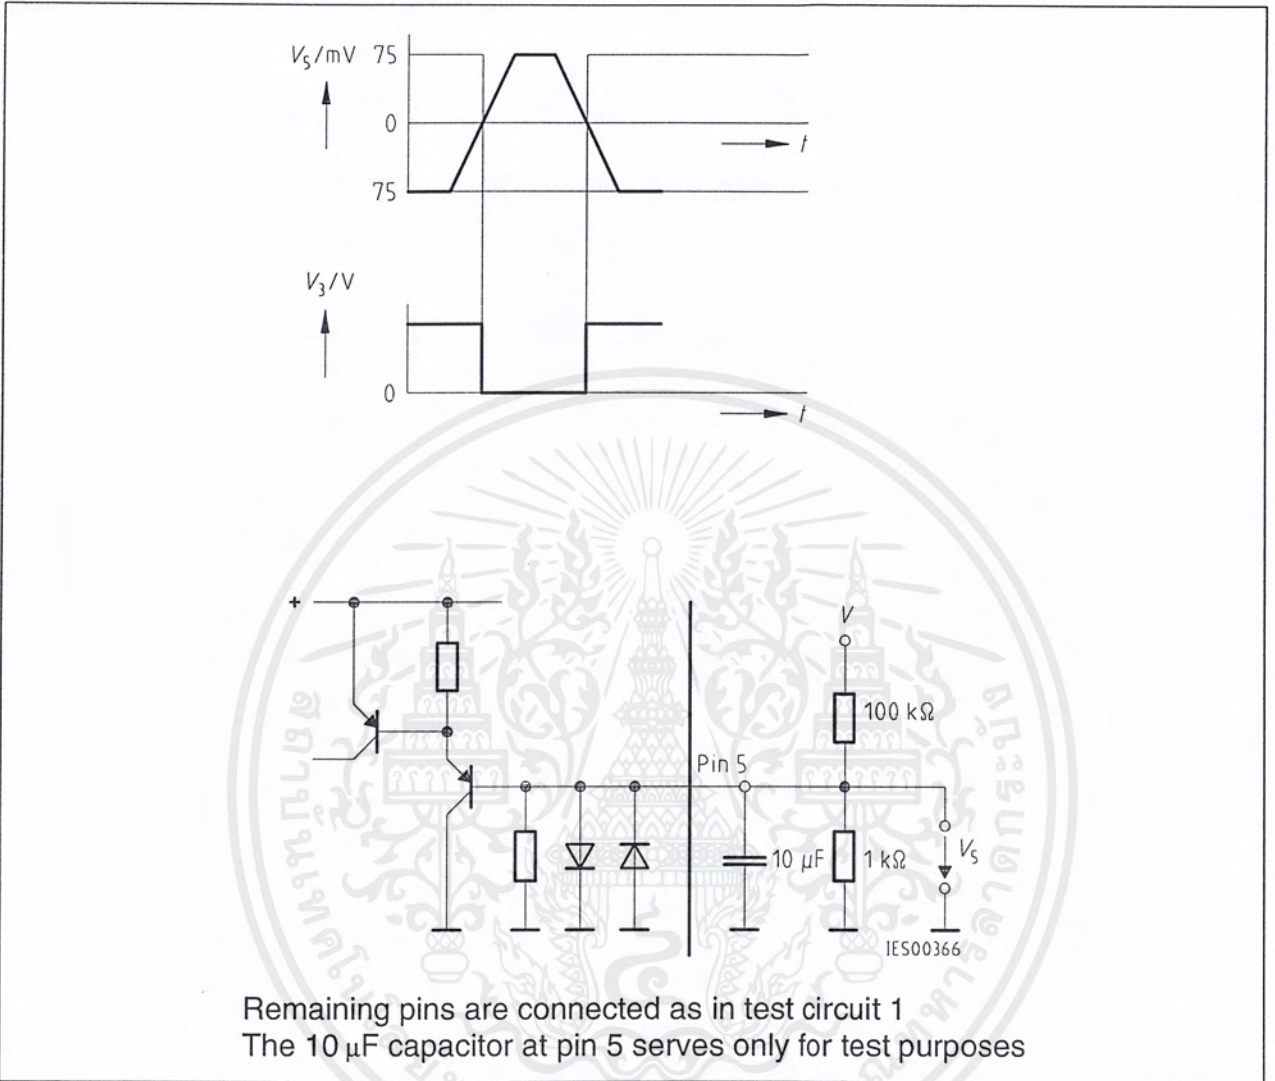 V5/mV 75
0
t
75
V3/V
0
t
+
V
100 kΩ
Pin 5
10 µF
1 kΩ
V5
IES00366
Remaining pins are connected as in test circuit 1
The 10 µF capacitor at pin 5 serves only for test purposes